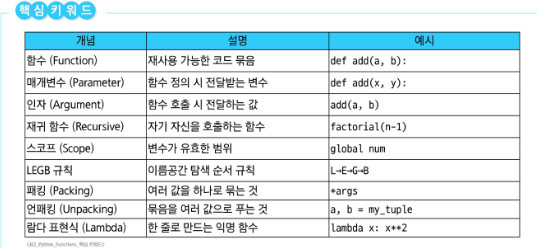 핵심키워드
개념 설명 예시
함수 (Function) 재사용 가능한 코드 묶음 def add(a, b):
매개변수 (Parameter) 함수 정의 시 전달받는 변수 def add(x, y):
인자 (Argument) 함수 호출 시 전달하는 값 add(a, b)
재귀 함수 (Recursive) 자기 자신을 호출하는 함수 factorial(n-1)
스코프 (Scope) 변수가 유효한 범위 global num
LEGB 규칙 이름공간 탐색 순서 규칙 L→E→G→B
패킹 (Packing) 여러 값을 하나로 묶는 것 *args
언패킹 (Unpacking) 묶음을 여러 값으로 푸는 것 a, b = my_tuple
람다 표현식 (Lambda) 한 줄로 만드는 익명 함수 lambda x: x**2